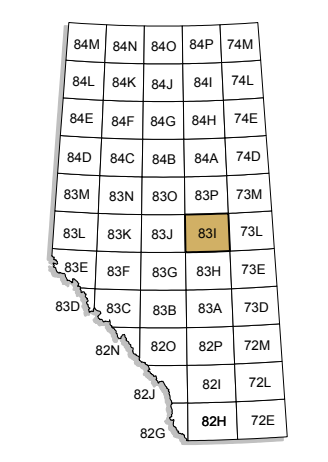 84M 84N 84O 84P 74M
84L 84K 84J 84I 74L
84E 84F 84G 84H 74E
84D 84C 84B 84A 74D
83M 83N 83O 83P 73M
83L 83K 83J 83I 73L
83E 83F 83G 83H 73E
83D 83C 83B 83A 73D
82N 82O 82P 72M
82J 82I 72L
82G 82H 72E